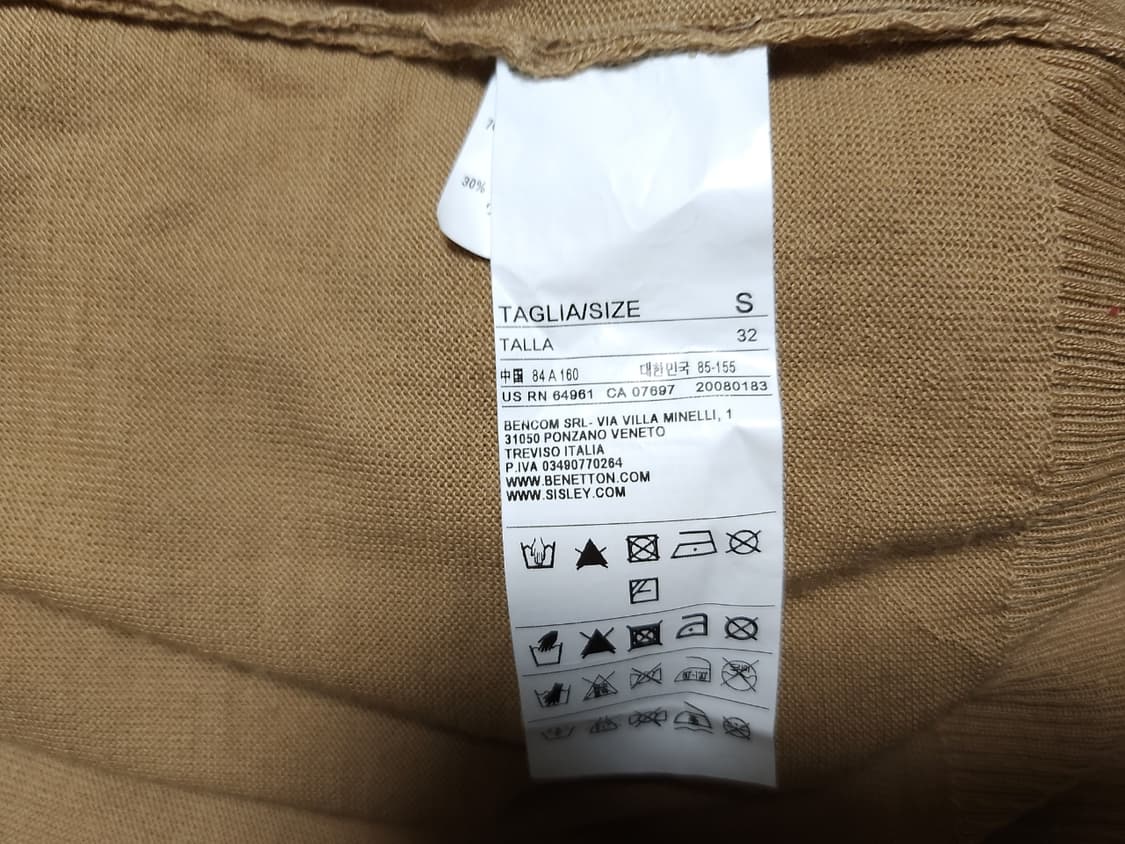 30%
TAGLIA/SIZE S
TALLA 32
中国 84 A 160 대한민국 85-155
US RN 64961 CA 07697 20080183
BENCOM SRL- VIA VILLA MINELLI, 1
31050 PONZANO VENETO
TREVISO ITALIA
P.IVA 03490770264
WWW.BENETTON.COM
WWW.SISLEY.COM